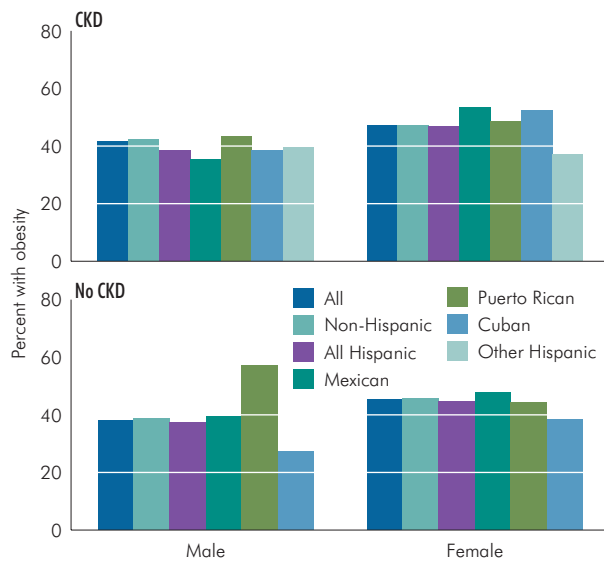 CKD
80
60
40
20
0
Percent with obesity
No CKD
80
60
40
20
0
All
Non-Hispanic
All Hispanic
Mexican
Puerto Rican
Cuban
Other Hispanic
Male
Female